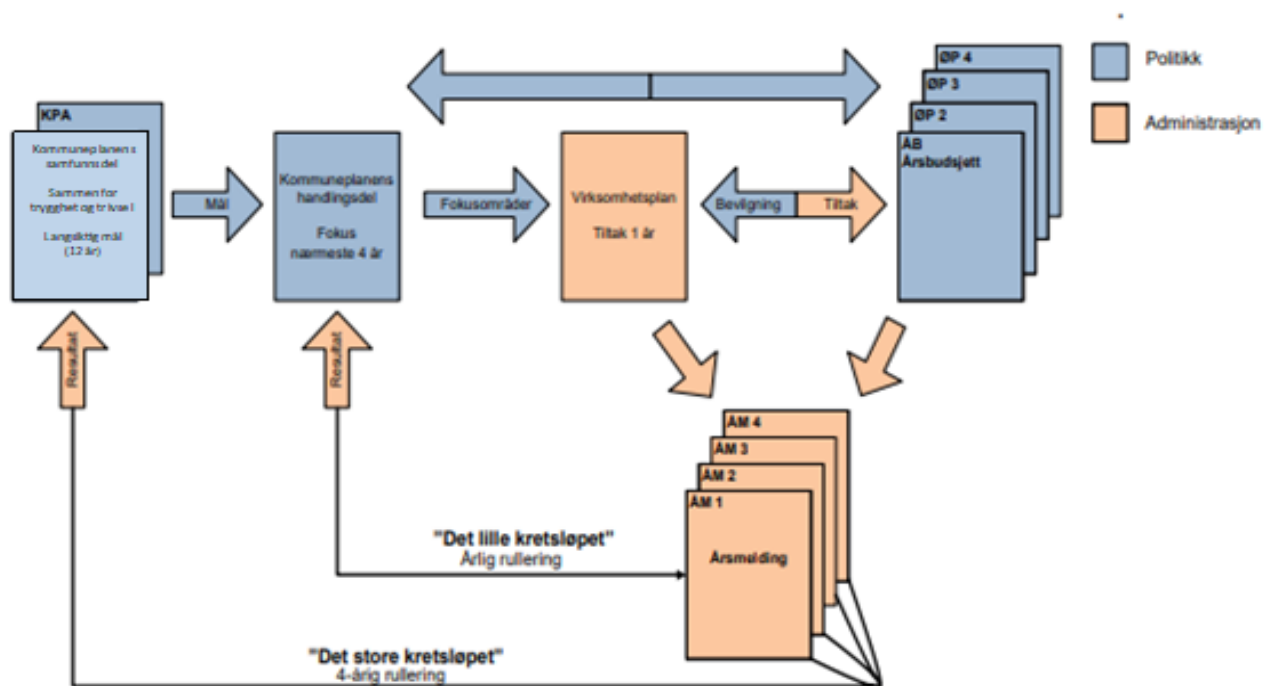 Politikk
Administrasjon
KPA
Kommuneplanens
samfunnsdel
Sammen for
trygghet og trivsel
Langsiktig mål
(12 år)
Mål
Kommuneplanens
handlingsdel
Fokus
nærmeste 4 år
Fokusområder
Virksomhetsplan
Tiltak 1 år
Bevilgning
Tiltak
ØP 4
ØP 3
ØP 2
ÅB
Årsbudsjett
Resultat
Resultat
ÅM 4
ÅM 3
ÅM 2
ÅM 1
Årsmelding
"Det lille kretsløpet"
Årlig rullering
"Det store kretsløpet"
4-årig rullering